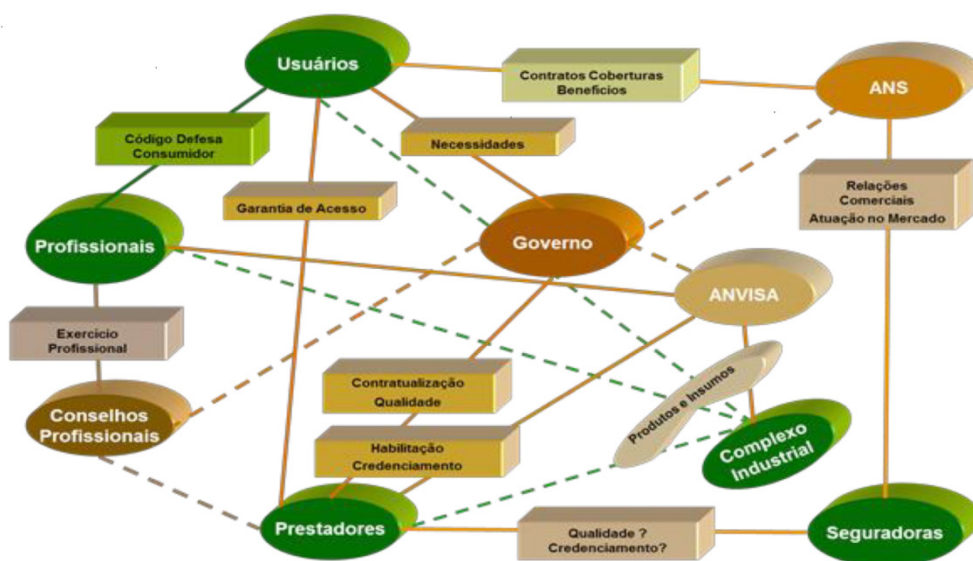 Usuários
Contratos Coberturas
Benefícios
ANS
Código Defesa
Consumidor
Necessidades
Garantia de Acesso
Relações
Comerciais
Atuação no Mercado
Profissionais
Governo
ANVISA
Exercício
Profissional
Contratualização
Qualidade
Produtos e Insumos
Conselhos
Profissionais
Habilitação
Credenciamento
Complexo
Industrial
Prestadores
Qualidade ?
Credenciamento?
Seguradoras